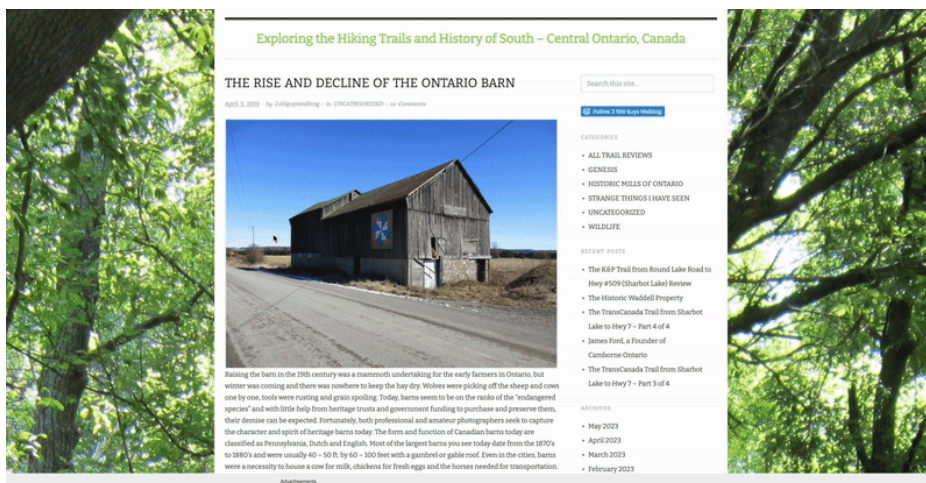 Exploring the Hiking Trails and History of South – Central Ontario, Canada
THE RISE AND DECLINE OF THE ONTARIO BARN
April 3, 2019 - by 2oldguyswalking - in UNCATEGORIZED - 10 Comments
Raising the barn in the 19th century was a mammoth undertaking for the early farmers in Ontario, but
winter was coming and there was nowhere to keep the hay dry. Wolves were picking off the sheep and cows
one by one, tools were rusting and grain spoiling. Today, barns seem to be on the ranks of the "endangered
species" and with little help from heritage trusts and government funding to purchase and preserve them,
their demise can be expected. Fortunately, both professional and amateur photographers seek to capture
the character and spirit of heritage barns today. The form and function of Canadian barns today are
classified as Pennsylvania, Dutch and English. Most of the largest barns you see today date from the 1870's
to 1880's and were usually 40 – 50 ft. by 60 – 100 feet with a gambrel or gable roof. Even in the cities, barns
were a necessity to house a cow for milk, chickens for fresh eggs and the horses needed for transportation.
Advertisements
Search this site...
Follow 2 Old Guys Walking
CATEGORIES
ALL TRAIL REVIEWS
GENESIS
HISTORIC MILLS OF ONTARIO
STRANGE THINGS I HAVE SEEN
UNCATEGORIZED
WILDLIFE
RECENT POSTS
The K&P Trail from Round Lake Road to
Hwy #509 (Sharbot Lake) Review
The Historic Waddell Property
The TransCanada Trail from Sharbot
Lake to Hwy 7 – Part 4 of 4
James Ford, a Founder of
Camborne Ontario
The TransCanada Trail from Sharbot
Lake to Hwy 7 – Part 3 of 4
ARCHIVES
May 2023
April 2023
March 2023
February 2023